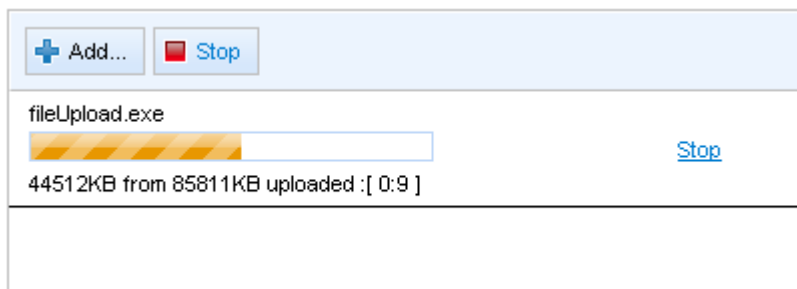 Add... Stop
fileUpload.exe
Stop
44512KB from 85811KB uploaded :[ 0:9 ]